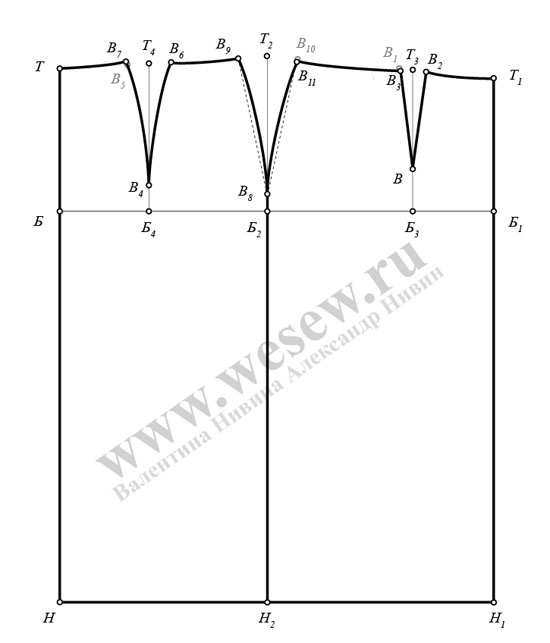 Т В7 Т4 В6 В9 Т2 В10 В1 Т3 В2 Т1
В5 В11 В3
В4 В8 В
Б Б4 Б2 Б3 Б1
www.wesew.ru
Валентина Нивина Александр Нивин
Н Н2 Н1